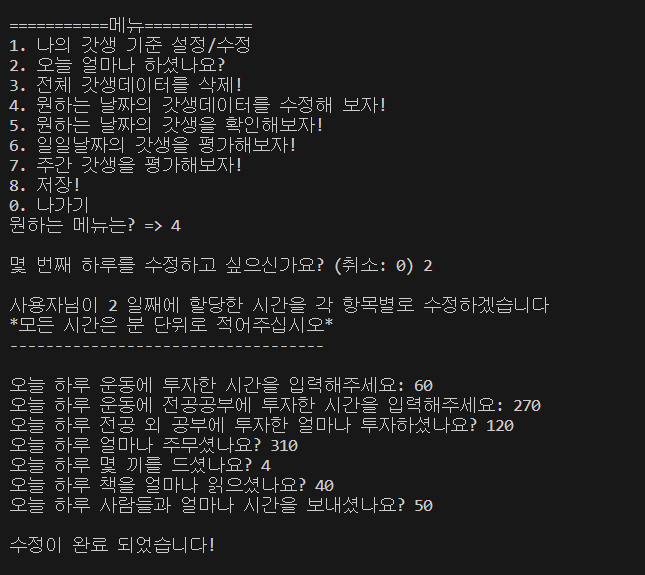 ===========메뉴============
1. 나의 갓생 기준 설정/수정
2. 오늘 얼마나 하셨나요?
3. 전체 갓생데이터를 삭제!
4. 원하는 날짜의 갓생데이터를 수정해 보자!
5. 원하는 날짜의 갓생을 확인해보자!
6. 일일날짜의 갓생을 평가해보자!
7. 주간 갓생을 평가해보자!
8. 저장!
0. 나가기
원하는 메뉴는? => 4
몇 번째 하루를 수정하고 싶으신가요? (취소: 0) 2
사용자님이 2 일째에 할당한 시간을 각 항목별로 수정하겠습니다
*모든 시간은 분 단위로 적어주십시오*
-----------------------------------
오늘 하루 운동에 투자한 시간을 입력해주세요: 60
오늘 하루 운동에 전공공부에 투자한 시간을 입력해주세요: 270
오늘 하루 전공 외 공부에 투자한 얼마나 투자하셨나요? 120
오늘 하루 얼마나 주무셨나요? 310
오늘 하루 몇 끼를 드셨나요? 4
오늘 하루 책을 얼마나 읽으셨나요? 40
오늘 하루 사람들과 얼마나 시간을 보내셨나요? 50
수정이 완료 되었습니다!